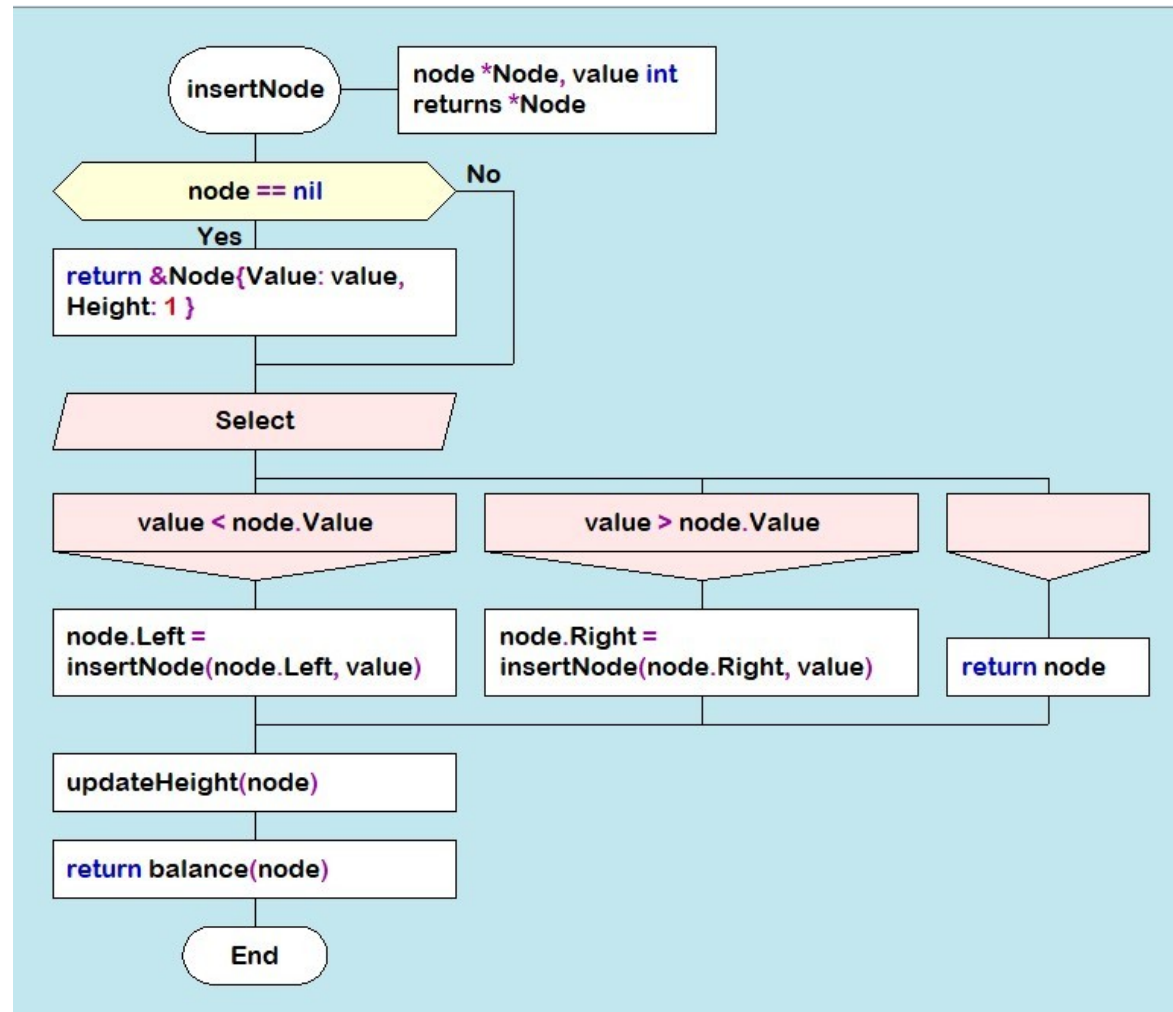 insertNode
node *Node, value int
returns *Node
node == nil
No
Yes
return &Node{Value: value,
Height: 1 }
Select
value < node.Value
value > node.Value
node.Left =
insertNode(node.Left, value)
node.Right =
insertNode(node.Right, value)
return node
updateHeight(node)
return balance(node)
End